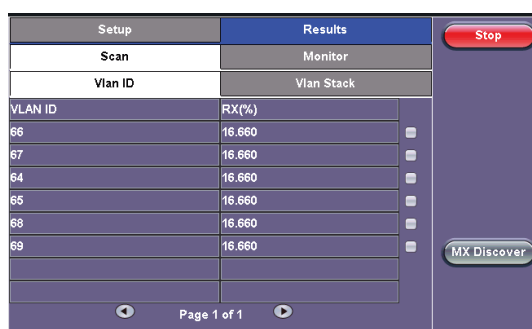 Setup Results
Stop
Scan Monitor
Vlan ID Vlan Stack
VLAN ID RX(%)
66 16.660
67 16.660
64 16.660
65 16.660
68 16.660
69 16.660
MX Discover
Page 1 of 1